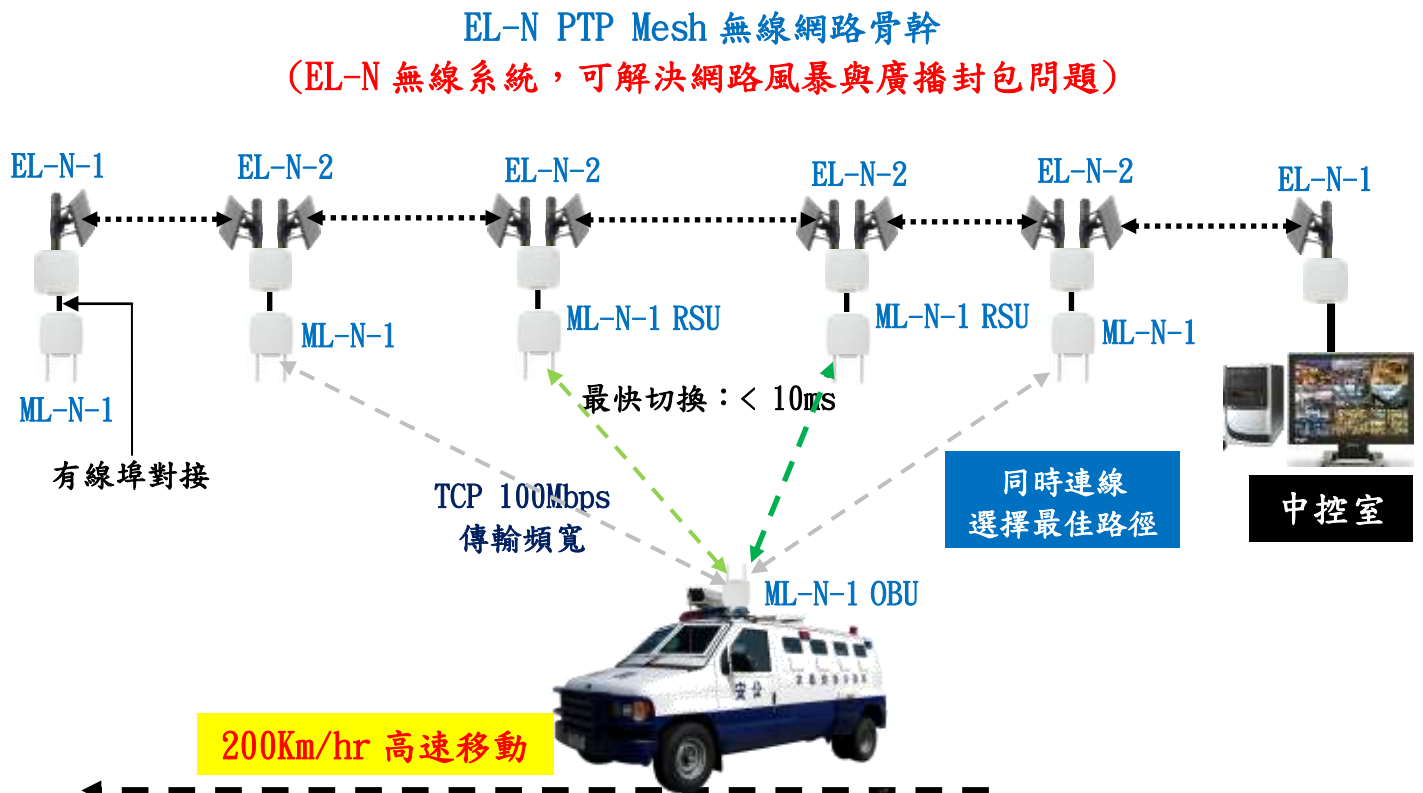 EL-N PTP Mesh 無線網路骨幹
(EL-N 無線系統，可解決網路風暴與廣播封包問題)
EL-N-1
EL-N-2
EL-N-2
EL-N-2
EL-N-2
EL-N-1
ML-N-1
ML-N-1 RSU
ML-N-1 RSU
ML-N-1
ML-N-1
最快切換：< 10ms
有線埠對接
TCP 100Mbps
傳輸頻寬
同時連線
選擇最佳路徑
中控室
ML-N-1 OBU
安公
200Km/hr 高速移動